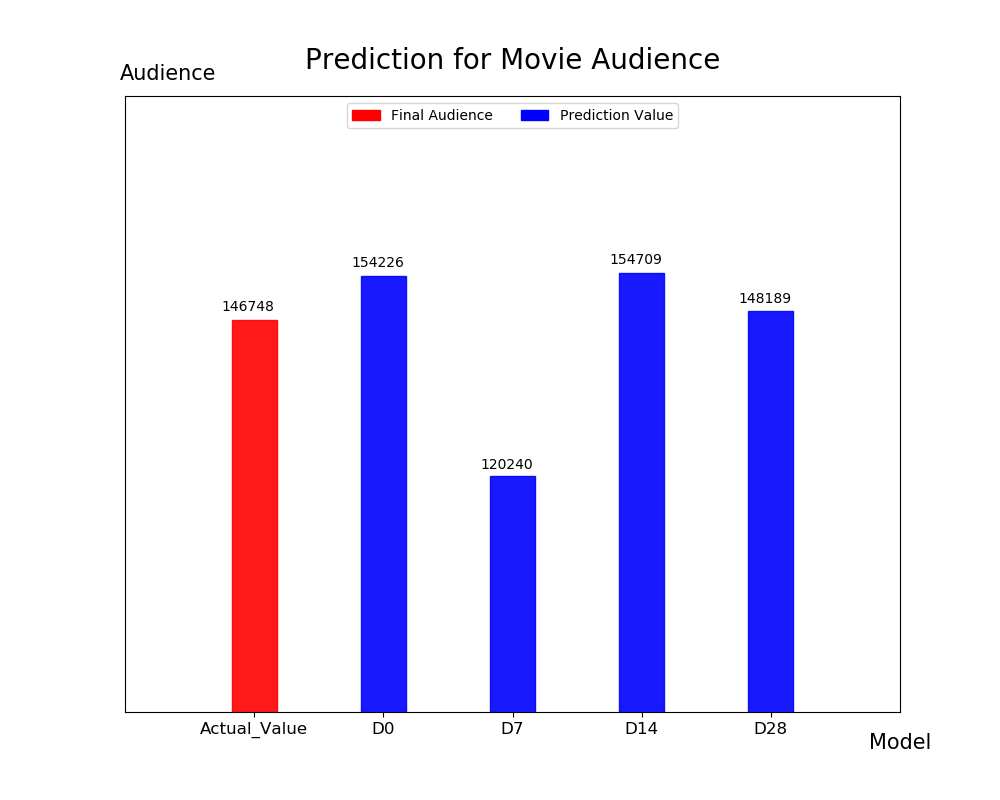 Prediction for Movie Audience
Audience
Final Audience
Prediction Value
146748
154226
120240
154709
148189
Actual_Value
D0
D7
D14
D28
Model